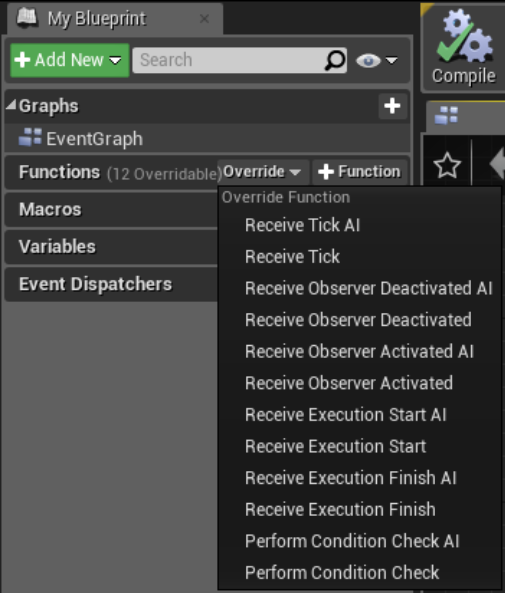 My Blueprint
Add New
Search
Compile
Graphs
EventGraph
Functions (12 Overridable) Override Function
Override Function
Macros
Variables
Event Dispatchers
Receive Tick AI
Receive Tick
Receive Observer Deactivated AI
Receive Observer Deactivated
Receive Observer Activated AI
Receive Observer Activated
Receive Execution Start AI
Receive Execution Start
Receive Execution Finish AI
Receive Execution Finish
Perform Condition Check AI
Perform Condition Check